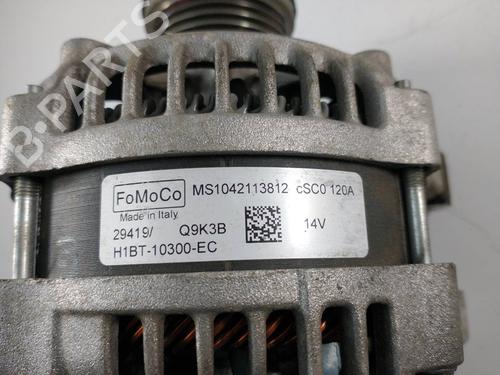 B-PARTS
FoMoCo
Made in Italy
MS1042113812 cSC0 120A
29419/ Q9K3B 14V
H1BT-10300-EC